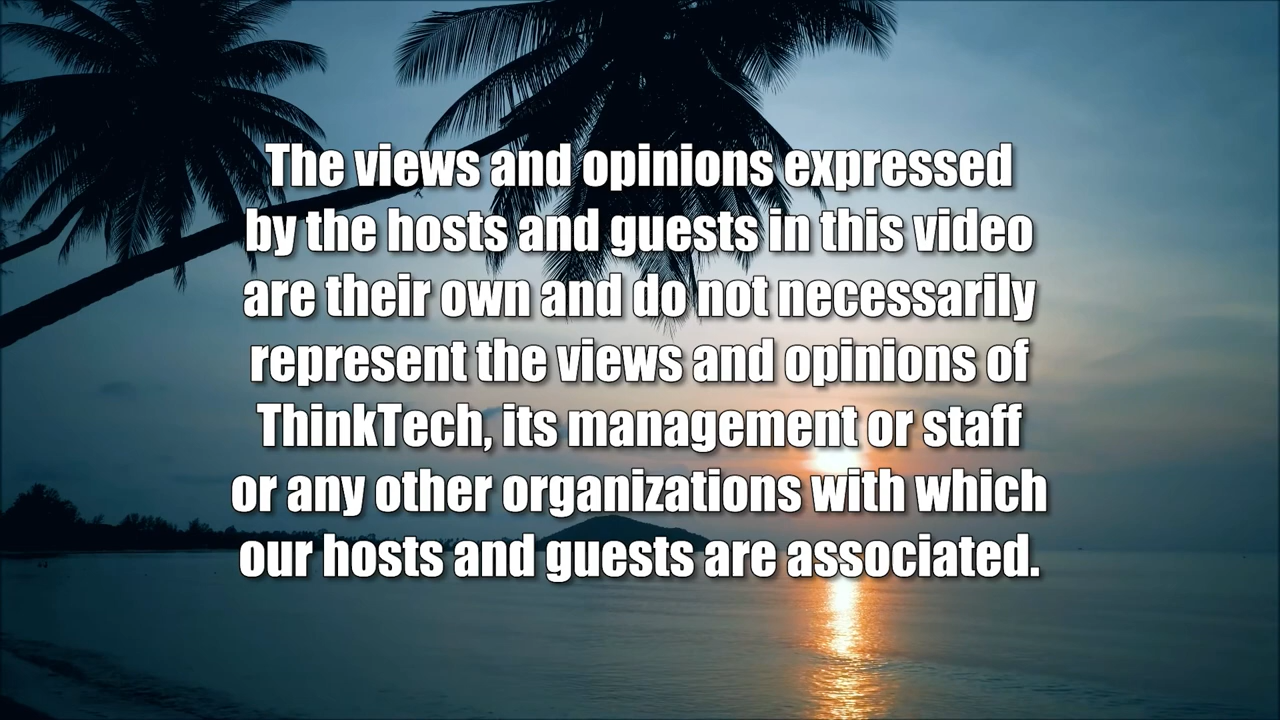 The views and opinions expressed
by the hosts and guests in this video
are their own and do not necessarily
represent the views and opinions of
ThinkTech, its management or staff
or any other organizations with which
our hosts and guests are associated.